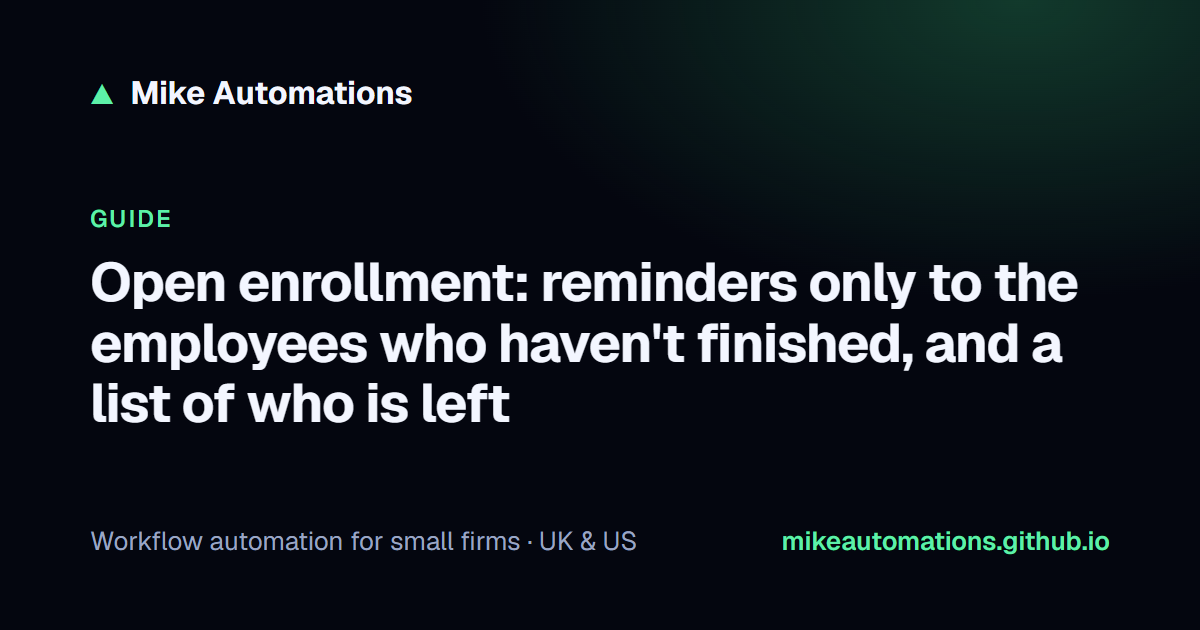 Mike Automations
GUIDE
Open enrollment: reminders only to the
employees who haven't finished, and a
list of who is left
Workflow automation for small firms · UK & US
mikeautomations.github.io